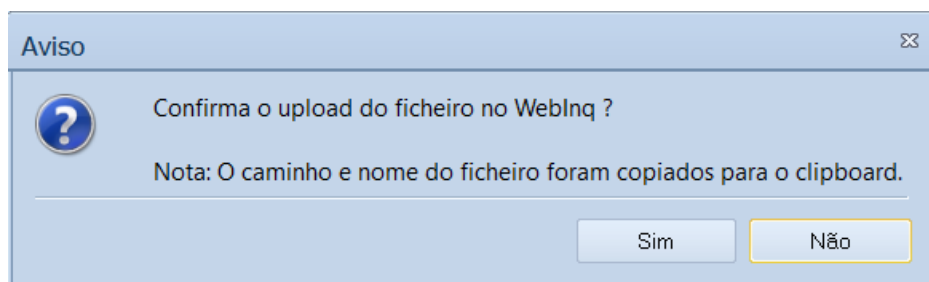 Aviso
Confirma o upload do ficheiro no WebInq ?
Nota: O caminho e nome do ficheiro foram copiados para o clipboard.
Sim Não